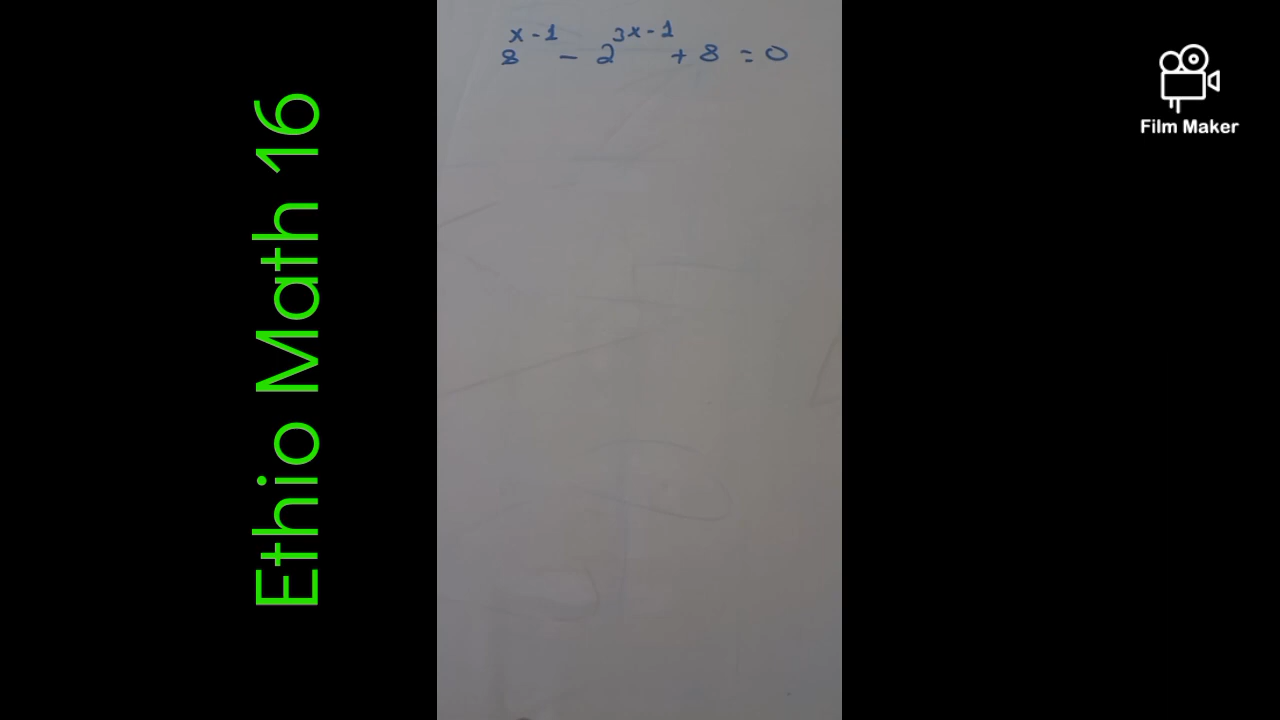 8^{x-1} - 2^{3x-1} + 8 = 0
Ethio Math 16
Film Maker